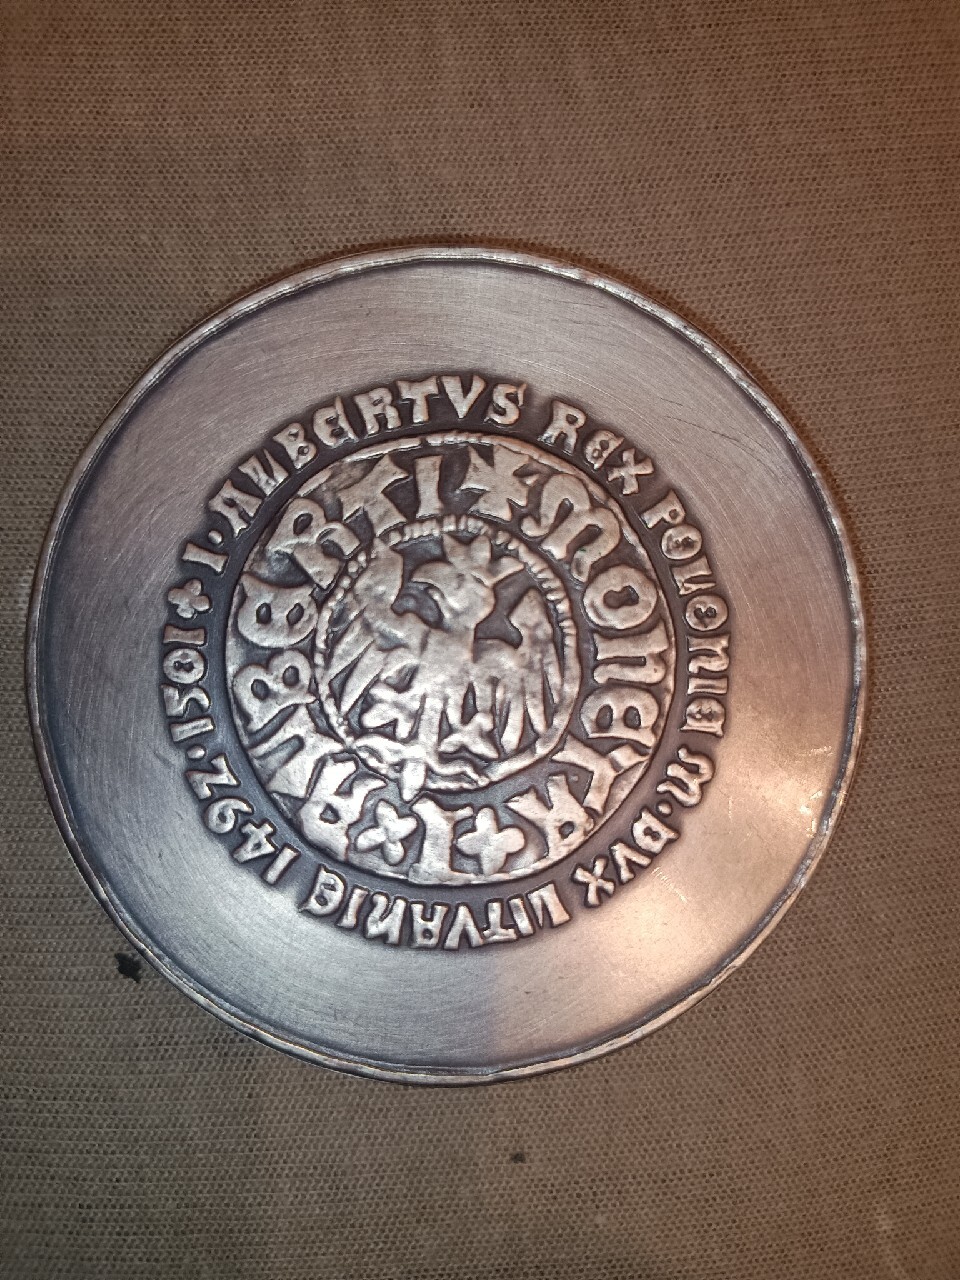 I·ALBERTVS REX POLONIE M·DVX LITVANIE 1492·1501
MONETA I ALBERTI